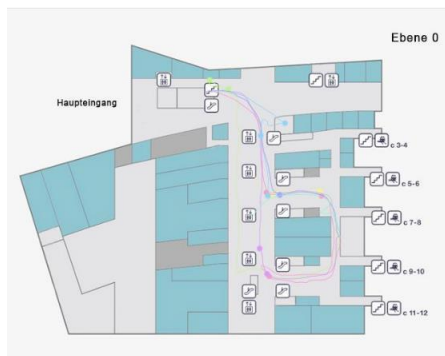 Ebene 0
Haupteingang
c 3-4
c 5-6
c 7-8
c 9-10
c 11-12